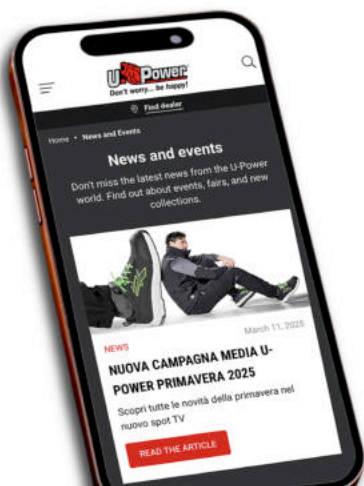 U-Power
Don't worry... be happy!
Find dealer
Home • News and Events
News and events
Don't miss the latest news from the U-Power
world. Find out about events, fairs, and new
collections.
March 11, 2025
NEWS
NUOVA CAMPAGNA MEDIA U-
POWER PRIMAVERA 2025
Scopri tutte le novità della primavera nel
nuovo spot TV
READ THE ARTICLE